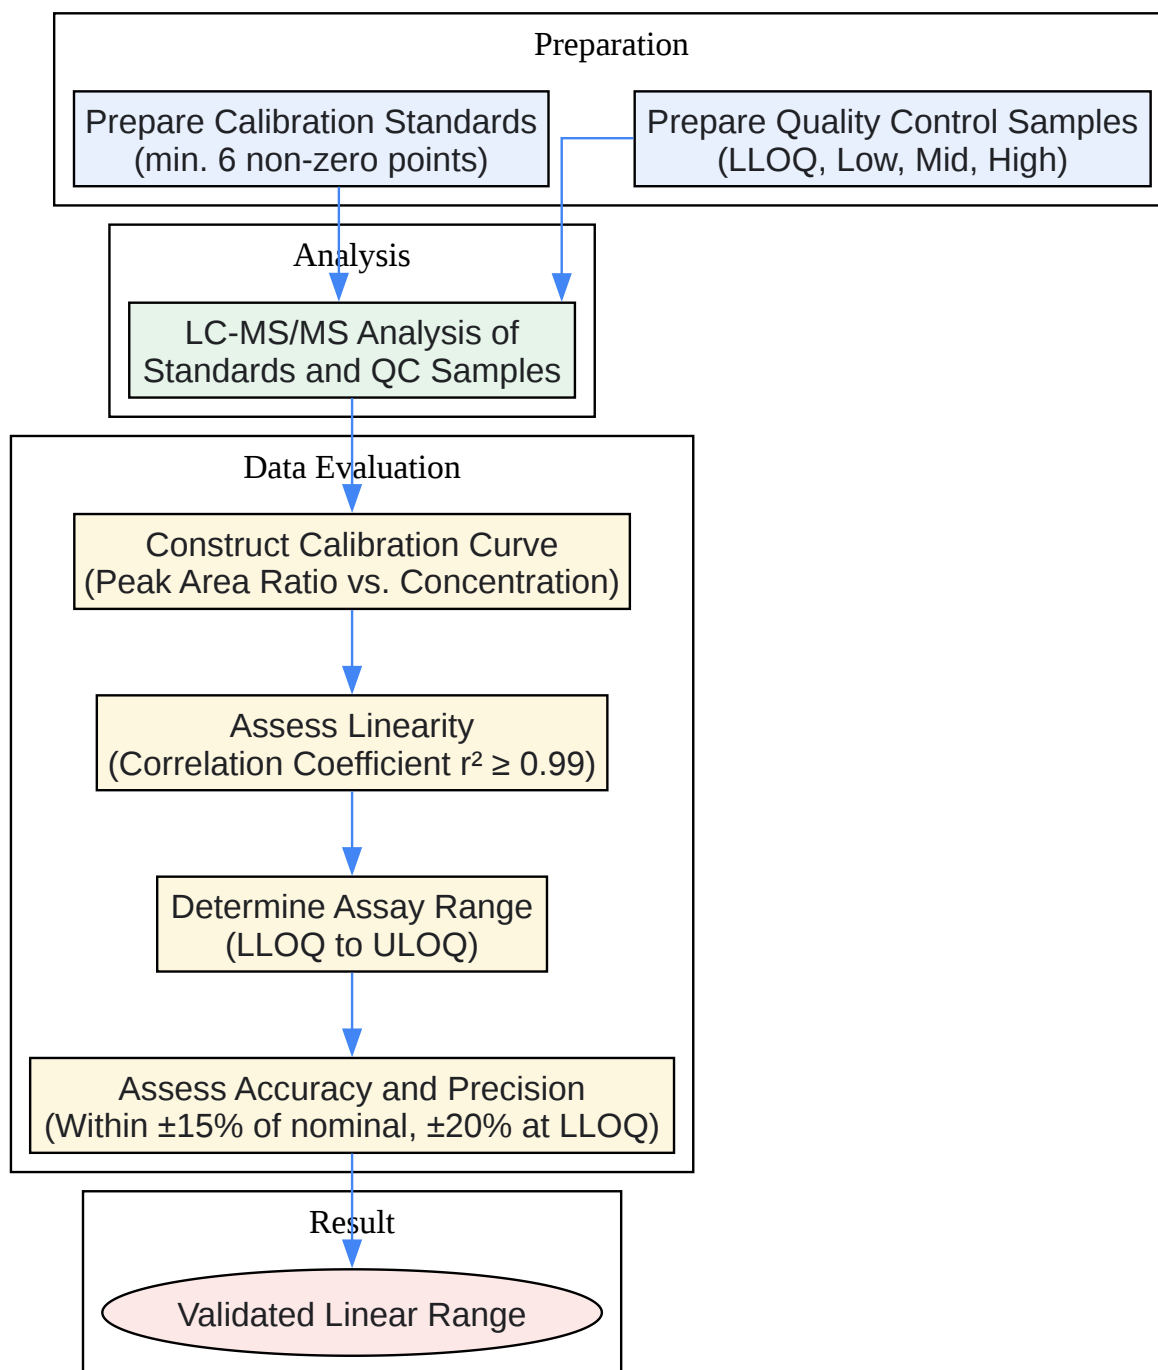 Preparation
Prepare Calibration Standards
(min. 6 non-zero points)
Prepare Quality Control Samples
(LLOQ, Low, Mid, High)
Analysis
LC-MS/MS Analysis of
Standards and QC Samples
Data Evaluation
Construct Calibration Curve
(Peak Area Ratio vs. Concentration)
Assess Linearity
(Correlation Coefficient r² ≥ 0.99)
Determine Assay Range
(LLOQ to ULOQ)
Assess Accuracy and Precision
(Within ±15% of nominal, ±20% at LLOQ)
Result
Validated Linear Range